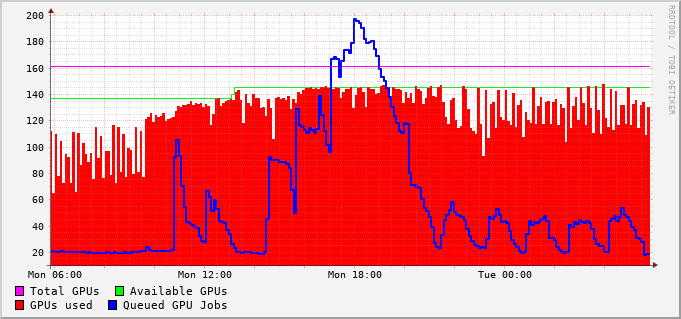 200
180
160
140
120
100
80
60
40
20
Mon 06:00 Mon 12:00 Mon 18:00 Tue 00:00
Total GPUs Available GPUs
GPUs used Queued GPU Jobs
RRDTOOL / TOBI OETIKER